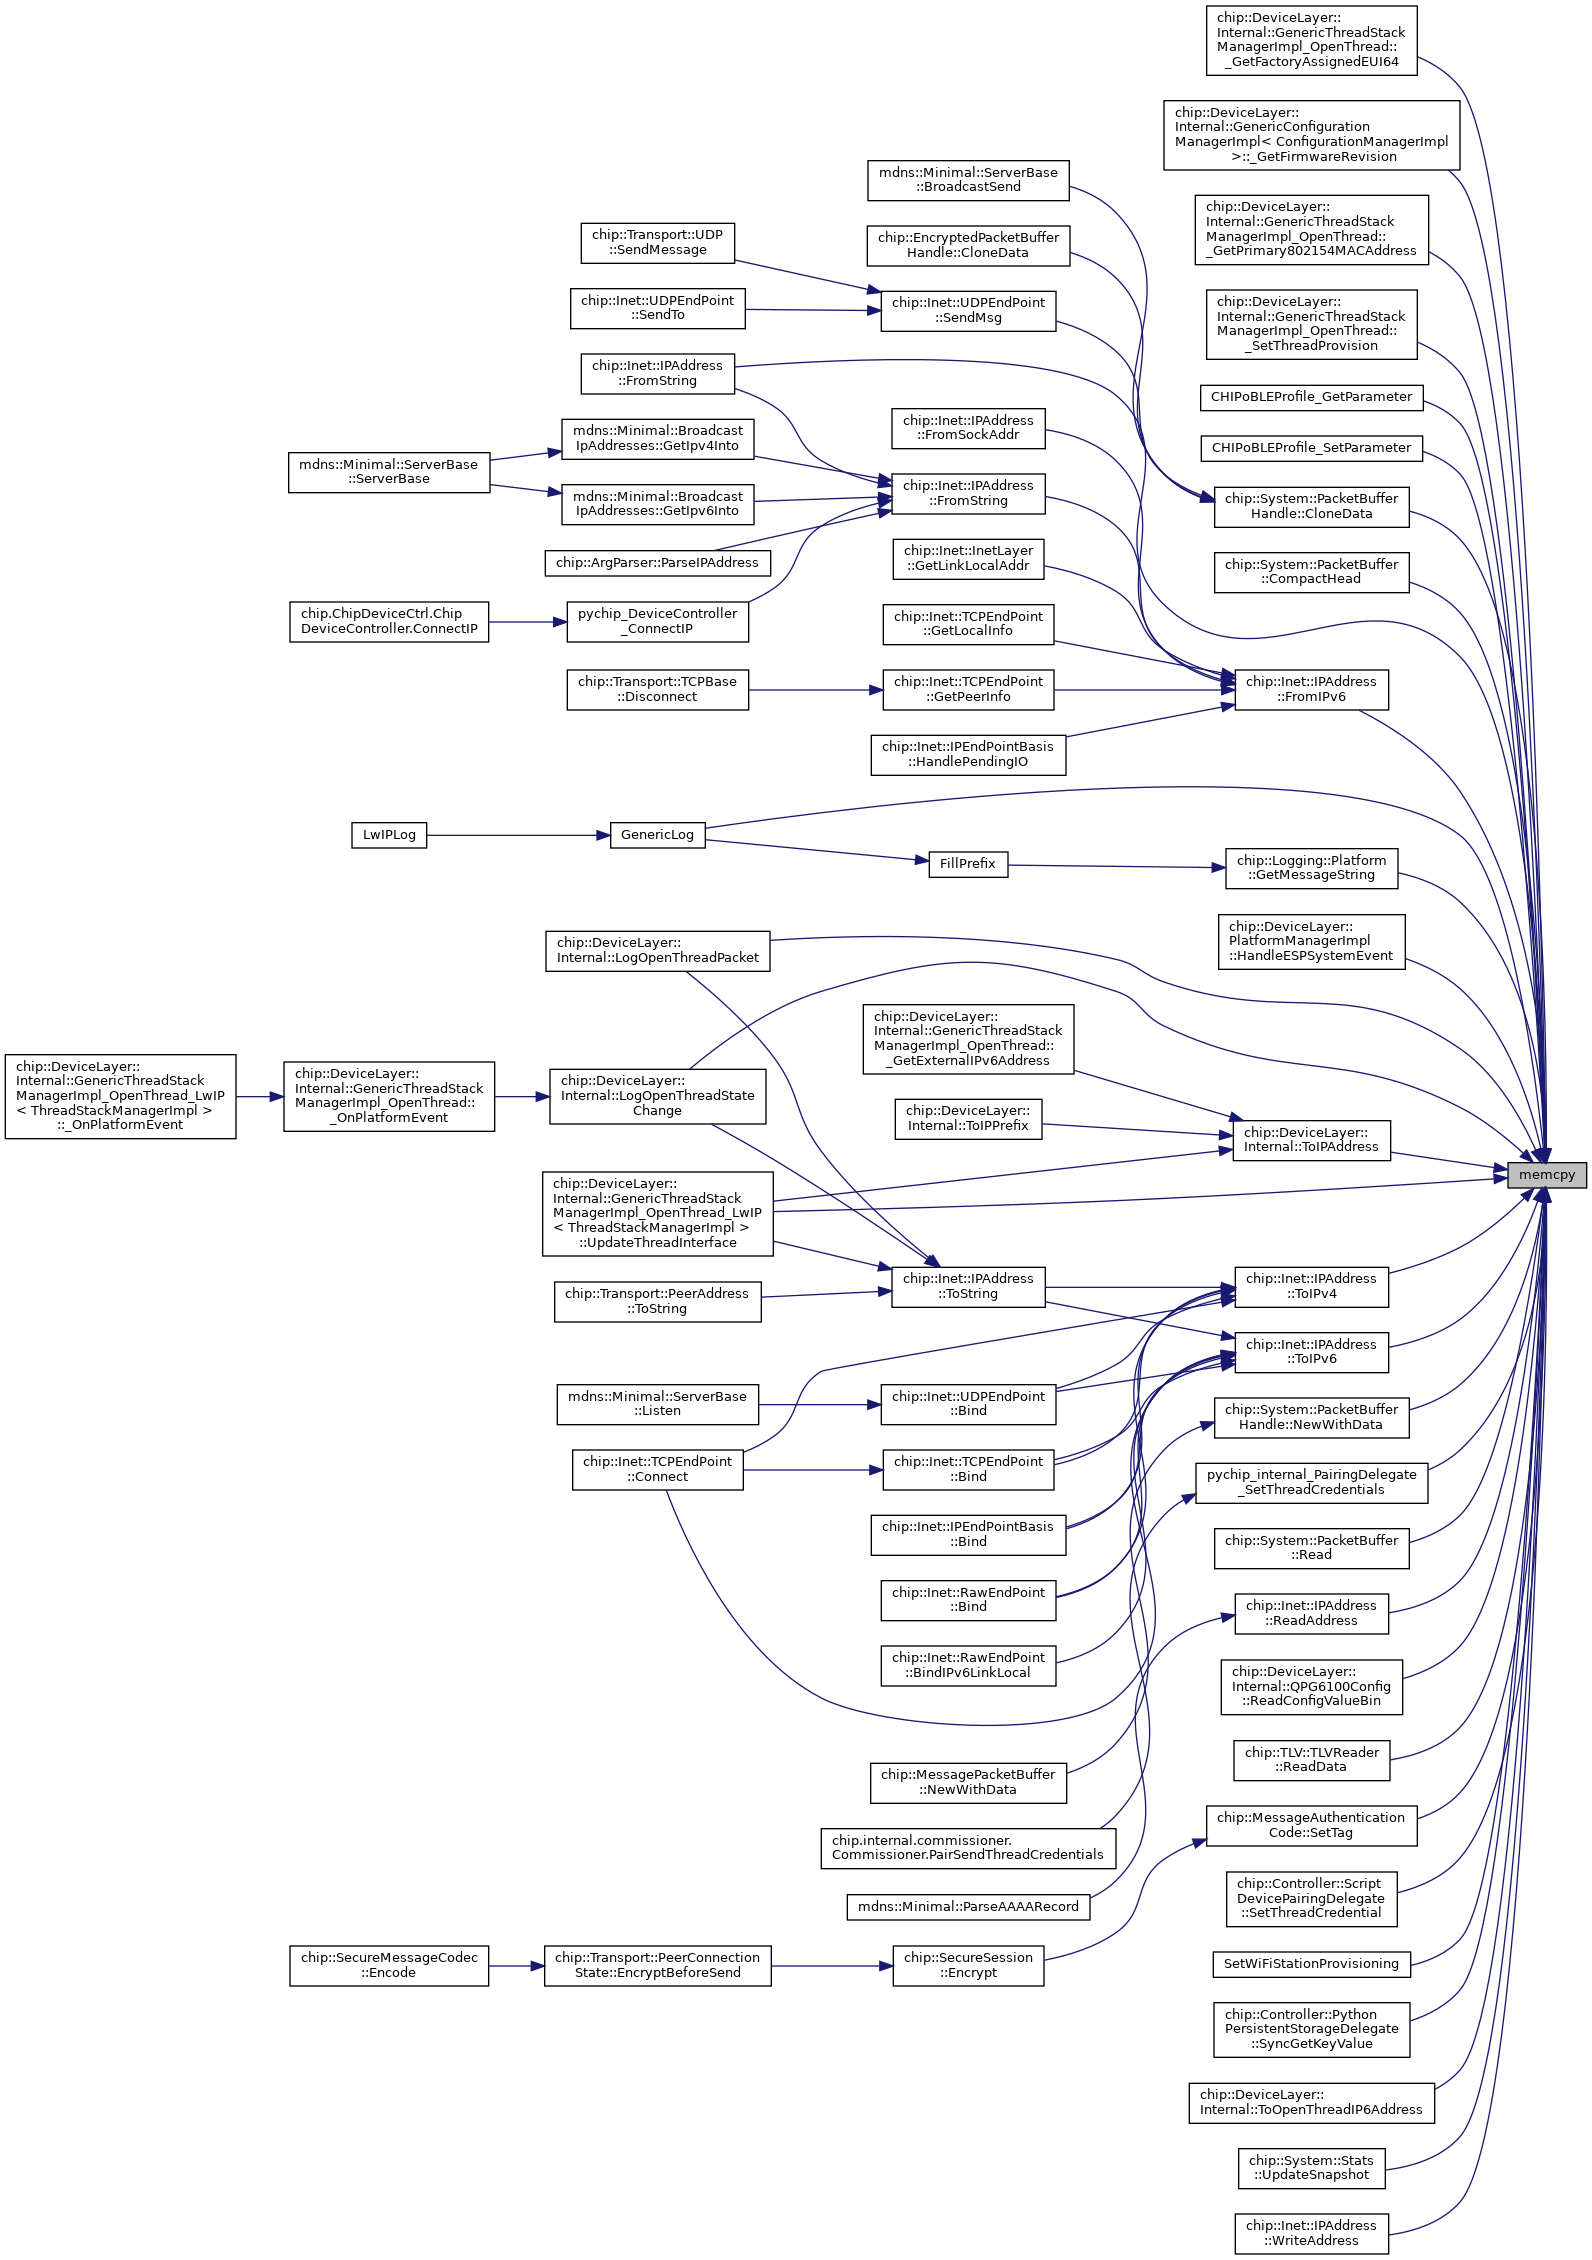 chip::DeviceLayer::
Internal::GenericThreadStack
ManagerImpl_OpenThread::
_GetFactoryAssignedEUI64
chip::DeviceLayer::
Internal::GenericConfiguration
ManagerImpl< ConfigurationManagerImpl
>::_GetFirmwareRevision
mdns::Minimal::ServerBase
::BroadcastSend
chip::DeviceLayer::
Internal::GenericThreadStack
ManagerImpl_OpenThread::
_GetPrimary802154MACAddress
chip::Transport::UDP
::SendMessage
chip::EncryptedPacketBuffer
Handle::CloneData
chip::DeviceLayer::
Internal::GenericThreadStack
ManagerImpl_OpenThread::
_SetThreadProvision
chip::Inet::UDPEndPoint
::SendTo
chip::Inet::UDPEndPoint
::SendMsg
chip::Inet::IPAddress
::FromString
CHIPoBLEProfile_GetParameter
chip::Inet::IPAddress
::FromSockAddr
mdns::Minimal::Broadcast
IpAddresses::GetIpv4Into
CHIPoBLEProfile_SetParameter
mdns::Minimal::ServerBase
::ServerBase
chip::Inet::IPAddress
::FromString
mdns::Minimal::Broadcast
IpAddresses::GetIpv6Into
chip::System::PacketBuffer
Handle::CloneData
chip::Inet::InetLayer
::GetLinkLocalAddr
chip::ArgParser::ParseIPAddress
chip::System::PacketBuffer
::CompactHead
chip.ChipDeviceCtrl.Chip
DeviceController.ConnectIP
pychip_DeviceController
_ConnectIP
chip::Inet::TCPEndPoint
::GetLocalInfo
chip::Transport::TCPBase
::Disconnect
chip::Inet::TCPEndPoint
::GetPeerInfo
chip::Inet::IPAddress
::FromIPv6
chip::Inet::IPEndPointBasis
::HandlePendingIO
LwIPLog
GenericLog
FillPrefix
chip::Logging::Platform
::GetMessageString
chip::DeviceLayer::
PlatformManagerImpl
::HandleESPSystemEvent
chip::DeviceLayer::
Internal::LogOpenThreadPacket
chip::DeviceLayer::
Internal::GenericThreadStack
ManagerImpl_OpenThread::
_GetExternalIPv6Address
chip::DeviceLayer::
Internal::GenericThreadStack
ManagerImpl_OpenThread_LwIP
< ThreadStackManagerImpl >
::_OnPlatformEvent
chip::DeviceLayer::
Internal::GenericThreadStack
ManagerImpl_OpenThread::
_OnPlatformEvent
chip::DeviceLayer::
Internal::LogOpenThreadState
Change
chip::DeviceLayer::
Internal::ToIPPrefix
chip::DeviceLayer::
Internal::ToIPAddress
memcpy
chip::DeviceLayer::
Internal::GenericThreadStack
ManagerImpl_OpenThread_LwIP
< ThreadStackManagerImpl >
::UpdateThreadInterface
chip::Inet::IPAddress
::ToString
chip::Inet::IPAddress
::ToIPv4
chip::Transport::PeerAddress
::ToString
chip::Inet::IPAddress
::ToIPv6
mdns::Minimal::ServerBase
::Listen
chip::Inet::UDPEndPoint
::Bind
chip::System::PacketBuffer
Handle::NewWithData
chip::Inet::TCPEndPoint
::Connect
chip::Inet::TCPEndPoint
::Bind
pychip_internal_PairingDelegate
_SetThreadCredentials
chip::Inet::IPEndPointBasis
::Bind
chip::System::PacketBuffer
::Read
chip::Inet::RawEndPoint
::Bind
chip::Inet::IPAddress
::ReadAddress
chip::Inet::RawEndPoint
::BindIPv6LinkLocal
chip::DeviceLayer::
Internal::QPG6100Config
::ReadConfigValueBin
chip::TLV::TLVReader
::ReadData
chip::MessagePacketBuffer
::NewWithData
chip::MessageAuthentication
Code::SetTag
chip.internal.commissioner.
Commissioner.PairSendThreadCredentials
chip::Controller::Script
DevicePairingDelegate
::SetThreadCredential
mdns::Minimal::ParseAAAARecord
chip::SecureMessageCodec
::Encode
chip::Transport::PeerConnection
State::EncryptBeforeSend
chip::SecureSession
::Encrypt
SetWiFiStationProvisioning
chip::Controller::Python
PersistentStorageDelegate
::SyncGetKeyValue
chip::DeviceLayer::
Internal::ToOpenThreadIP6Address
chip::System::Stats
::UpdateSnapshot
chip::Inet::IPAddress
::WriteAddress